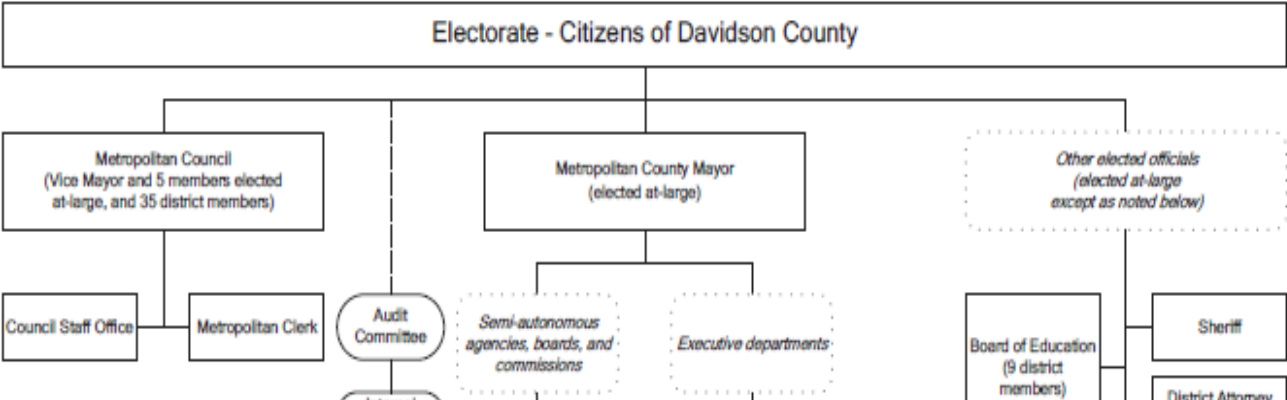 Electorate - Citizens of Davidson County
Metropolitan Council
(Vice Mayor and 5 members elected
at-large, and 35 district members)
Metropolitan County Mayor
(elected at-large)
Other elected officials
(elected at-large
except as noted below)
Council Staff Office
Metropolitan Clerk
Audit
Committee
Semi-autonomous
agencies, boards, and
commissions
Executive departments
Board of Education
(9 district
members)
Sheriff
District Attorney